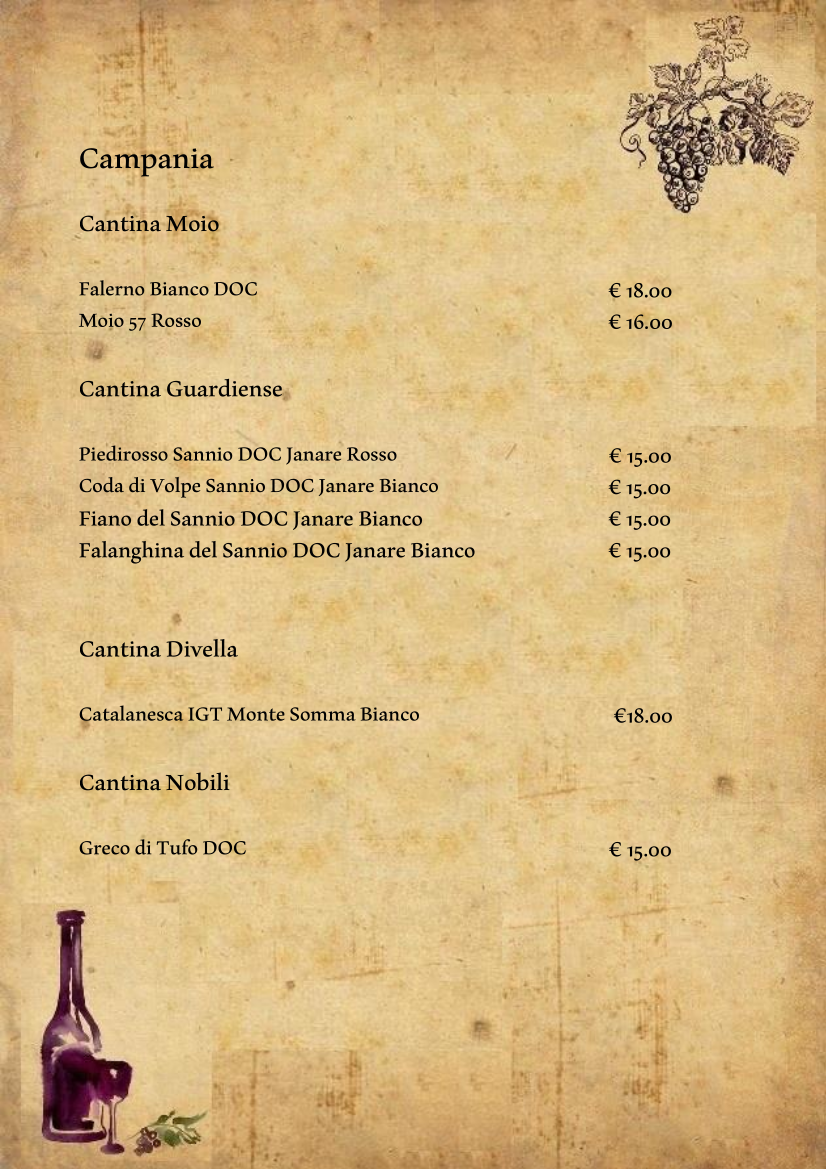 Campania
Cantina Moio
Falerno Bianco DOC € 18.00
Moio 57 Rosso € 16.00
Cantina Guardiense
Piedirosso Sannio DOC Janare Rosso € 15.00
Coda di Volpe Sannio DOC Janare Bianco € 15.00
Fiano del Sannio DOC Janare Bianco € 15.00
Falanghina del Sannio DOC Janare Bianco € 15.00
Cantina Divella
Catalanesca IGT Monte Somma Bianco €18.00
Cantina Nobili
Greco di Tufo DOC € 15.00